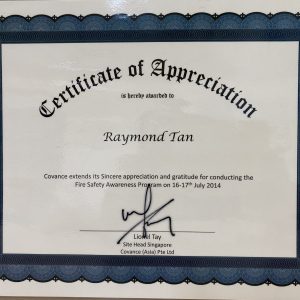 Certificate of Appreciation
is hereby awarded to
Raymond Tan
Covance extends its Sincere appreciation and gratitude for conducting the
Fire Safety Awareness Program on 16-17th July 2014
Lionel Tay
Site Head Singapore
Covance (Asia) Pte Ltd